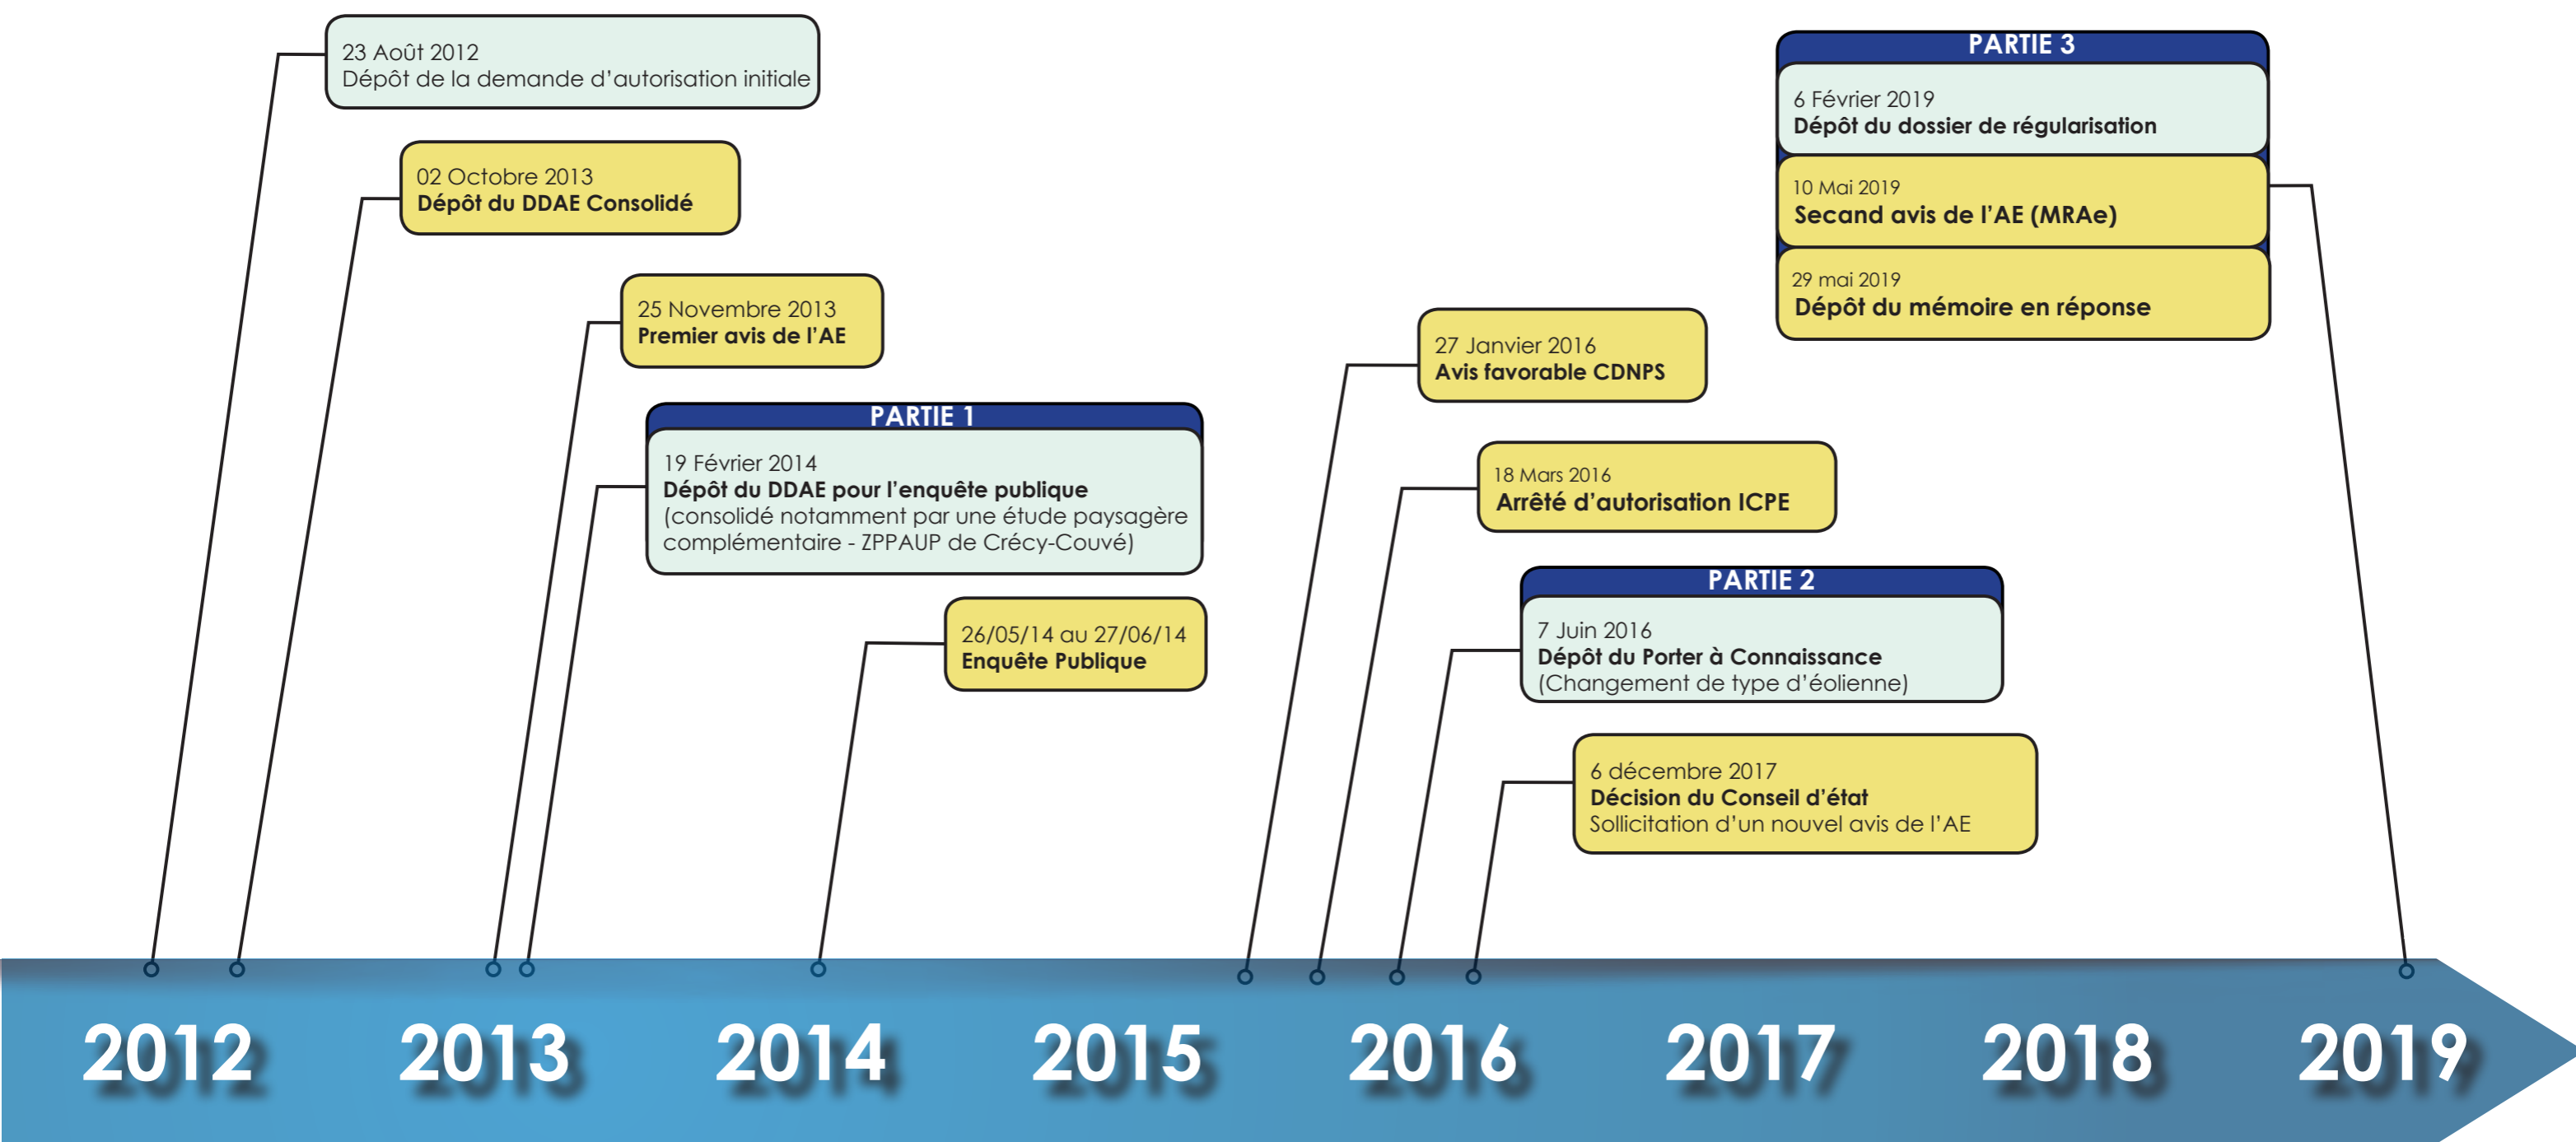 23 Août 2012
Dépôt de la demande d'autorisation initiale
02 Octobre 2013
Dépôt du DDAE Consolidé
25 Novembre 2013
Premier avis de l'AE
PARTIE 1
19 Février 2014
Dépôt du DDAE pour l'enquête publique
(consolidé notamment par une étude paysagère
complémentaire - ZPPAUP de Crécy-Couvé)
26/05/14 au 27/06/14
Enquête Publique
27 Janvier 2016
Avis favorable CDNPS
18 Mars 2016
Arrêté d'autorisation ICPE
PARTIE 2
7 Juin 2016
Dépôt du Porter à Connaissance
(Changement de type d'éolienne)
6 décembre 2017
Décision du Conseil d'état
Sollicitation d'un nouvel avis de l'AE
PARTIE 3
6 Février 2019
Dépôt du dossier de régularisation
10 Mai 2019
Secand avis de l'AE (MRAe)
29 mai 2019
Dépôt du mémoire en réponse
2012 2013 2014 2015 2016 2017 2018 2019